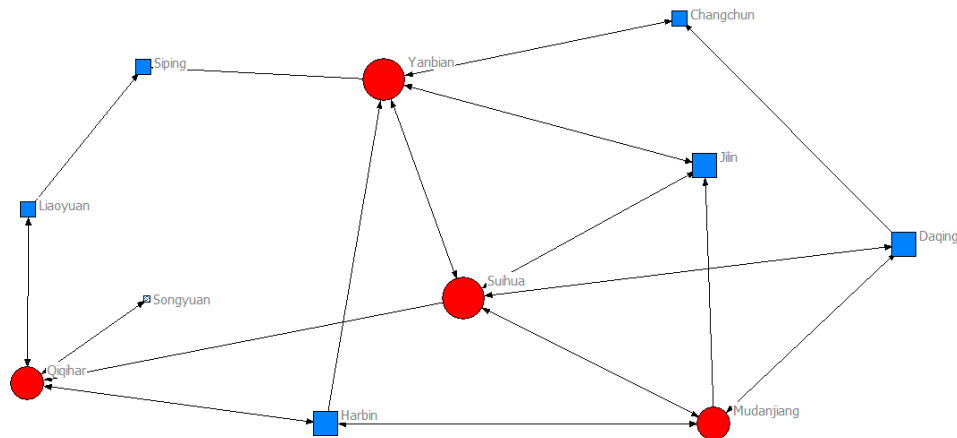 Changchun
Siping
Yanbian
Jilin
Liaoyuan
Daqing
Suihua
Songyuan
Qiqihar
Harbin
Mudanjiang